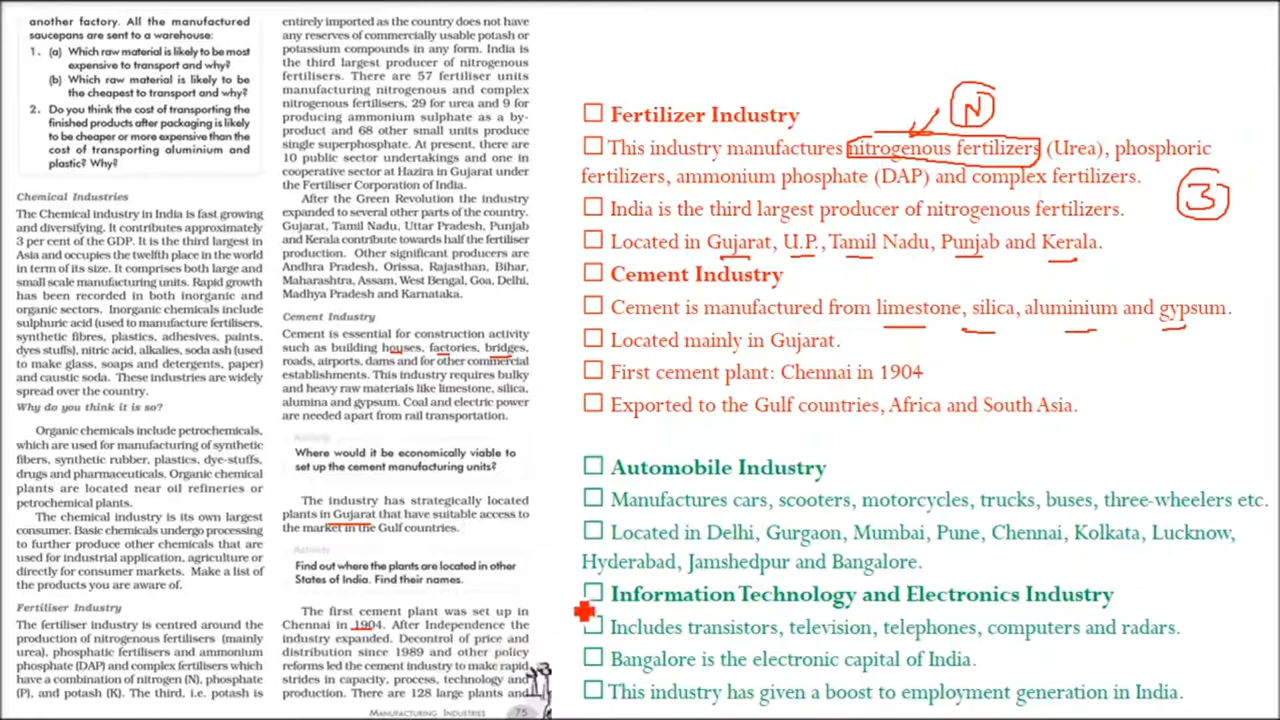 another factory. All the manufactured
saucepans are sent to a warehouse:
1. (a) Which raw material is likely to be most
expensive to transport and why?
(b) Which raw material is likely to be
the cheapest to transport and why?
2. Do you think the cost of transporting the
finished products after packaging is likely
to be cheaper or more expensive than the
cost of transporting aluminium and
plastic? Why?
Chemical Industries
The Chemical industry in India is fast growing
and diversifying. It contributes approximately
3 per cent of the GDP. It is the third largest in
Asia and occupies the twelfth place in the world
in term of its size. It comprises both large and
small scale manufacturing units. Rapid growth
has been recorded in both inorganic and
organic sectors. Inorganic chemicals include
sulphuric acid (used to manufacture fertilisers,
synthetic fibres, plastics, adhesives, paints,
dyes stuffs), nitric acid, alkalies, soda ash (used
to make glass, soaps and detergents, paper)
and caustic soda. These industries are widely
spread over the country.
Why do you think it is so?
Organic chemicals include petrochemicals,
which are used for manufacturing of synthetic
fibers, synthetic rubber, plastics, dye-stuffs,
drugs and pharmaceuticals. Organic chemical
plants are located near oil refineries or
petrochemical plants.
The chemical industry is its own largest
consumer. Basic chemicals undergo processing
to further produce other chemicals that are
used for industrial application, agriculture or
directly for consumer markets. Make a list of
the products you are aware of.
Fertiliser Industry
The fertiliser industry is centred around the
production of nitrogenous fertilisers (mainly
urea), phosphatic fertilisers and ammonium
phosphate (DAP) and complex fertilisers which
have a combination of nitrogen (N), phosphate
(P), and potash (K). The third, i.e. potash is
entirely imported as the country does not have
any reserves of commercially usable potash or
potassium compounds in any form. India is
the third largest producer of nitrogenous
fertilisers. There are 57 fertiliser units
manufacturing nitrogenous and complex
nitrogenous fertilisers, 29 for urea and 9 for
producing ammonium sulphate as a by-
product and 68 other small units produce
single superphosphate. At present, there are
10 public sector undertakings and one in
cooperative sector at Hazira in Gujarat under
the Fertiliser Corporation of India.
After the Green Revolution the industry
expanded to several other parts of the country.
Gujarat, Tamil Nadu, Uttar Pradesh, Punjab
and Kerala contribute towards half the fertiliser
production. Other significant producers are
Andhra Pradesh, Orissa, Rajasthan, Bihar,
Maharashtra, Assam, West Bengal, Goa, Delhi,
Madhya Pradesh and Karnataka.
Cement Industry
Cement is essential for construction activity
such as building houses, factories, bridges,
roads, airports, dams and for other commercial
establishments. This industry requires bulky
and heavy raw materials like limestone, silica,
alumina and gypsum. Coal and electric power
are needed apart from rail transportation.
Activity
Where would it be economically viable to
set up the cement manufacturing units?
The industry has strategically located
plants in Gujarat that have suitable access to
the market in the Gulf countries.
Activity
Find out where the plants are located in other
States of India. Find their names.
The first cement plant was set up in
Chennai in 1904. After Independence the
industry expanded. Decontrol of price and
distribution since 1989 and other policy
reforms led the cement industry to make rapid
strides in capacity, process, technology and
production. There are 128 large plants and
MANUFACTURING INDUSTRIES 75
N
Fertilizer Industry
This industry manufactures nitrogenous fertilizers (Urea), phosphoric
fertilizers, ammonium phosphate (DAP) and complex fertilizers.
3
India is the third largest producer of nitrogenous fertilizers.
Located in Gujarat, U.P., Tamil Nadu, Punjab and Kerala.
Cement Industry
Cement is manufactured from limestone, silica, aluminium and gypsum.
Located mainly in Gujarat.
First cement plant: Chennai in 1904
Exported to the Gulf countries, Africa and South Asia.
Automobile Industry
Manufactures cars, scooters, motorcycles, trucks, buses, three-wheelers etc.
Located in Delhi, Gurgaon, Mumbai, Pune, Chennai, Kolkata, Lucknow,
Hyderabad, Jamshedpur and Bangalore.
Information Technology and Electronics Industry
Includes transistors, television, telephones, computers and radars.
Bangalore is the electronic capital of India.
This industry has given a boost to employment generation in India.